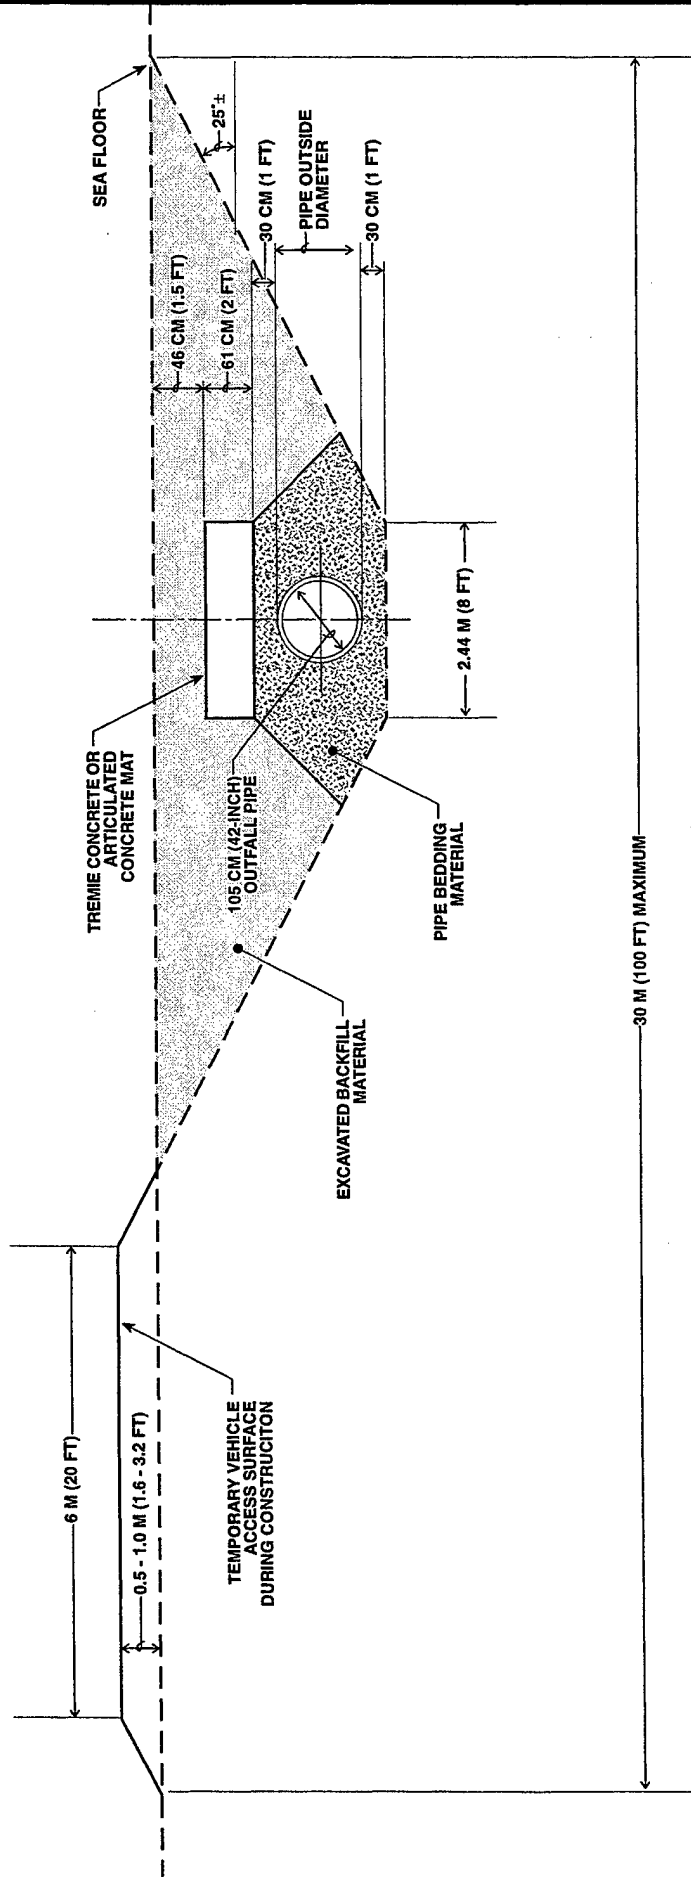 6 M (20 FT)
0.5 - 1.0 M (1.6 - 3.2 FT)
TEMPORARY VEHICLE
ACCESS SURFACE
DURING CONSTRUCITON
TREMIE CONCRETE OR
ARTICULATED
CONCRETE MAT
SEA FLOOR
46 CM (1.5 FT)
61 CM (2 FT)
25°±
30 CM (1 FT)
PIPE OUTSIDE
DIAMETER
30 CM (1 FT)
105 CM (42-INCH)
OUTFALL PIPE
EXCAVATED BACKFILL
MATERIAL
PIPE BEDDING
MATERIAL
2.44 M (8 FT)
30 M (100 FT) MAXIMUM